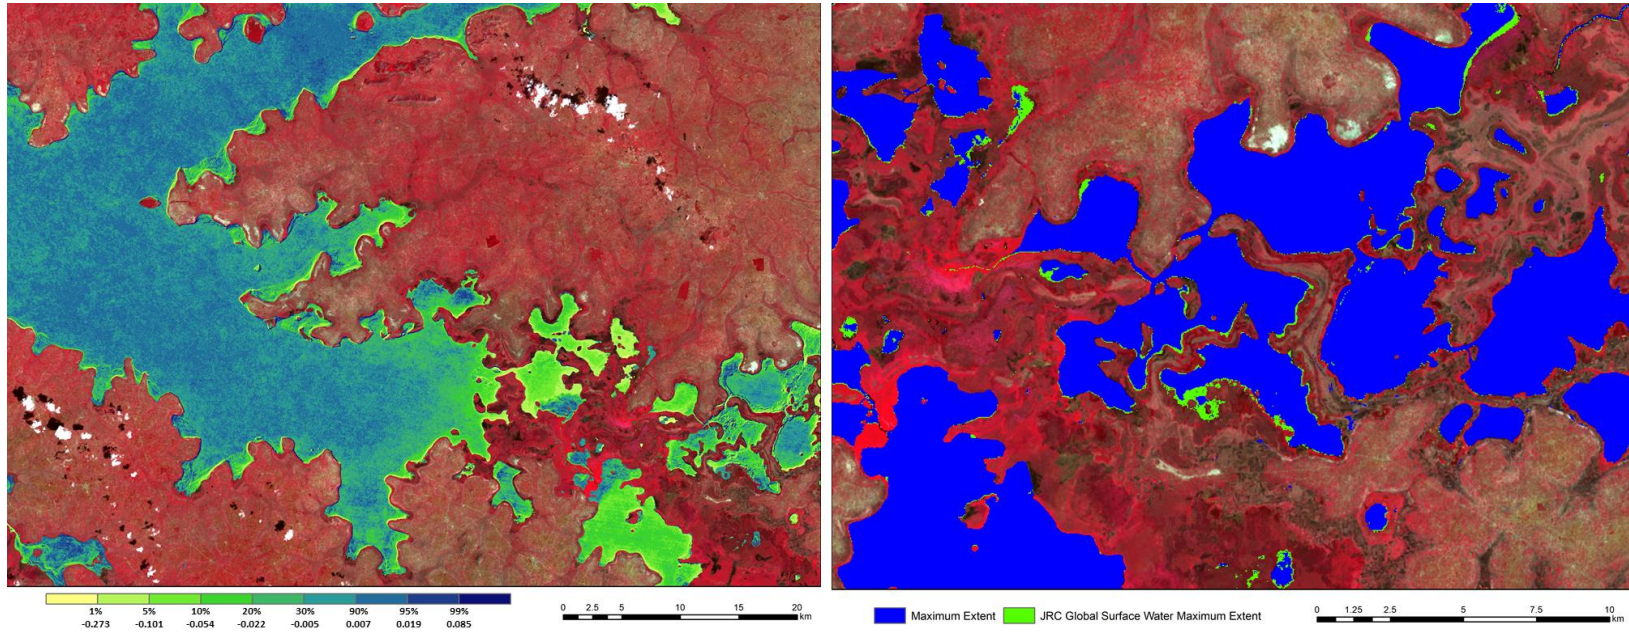 1% 5% 10% 20% 30% 90% 95% 99%
-0.273 -0.101 -0.054 -0.022 -0.005 0.007 0.019 0.085
0 2.5 5 10 15 20
km
Maximum Extent JRC Global Surface Water Maximum Extent
0 1.25 2.5 5 7.5 10
km